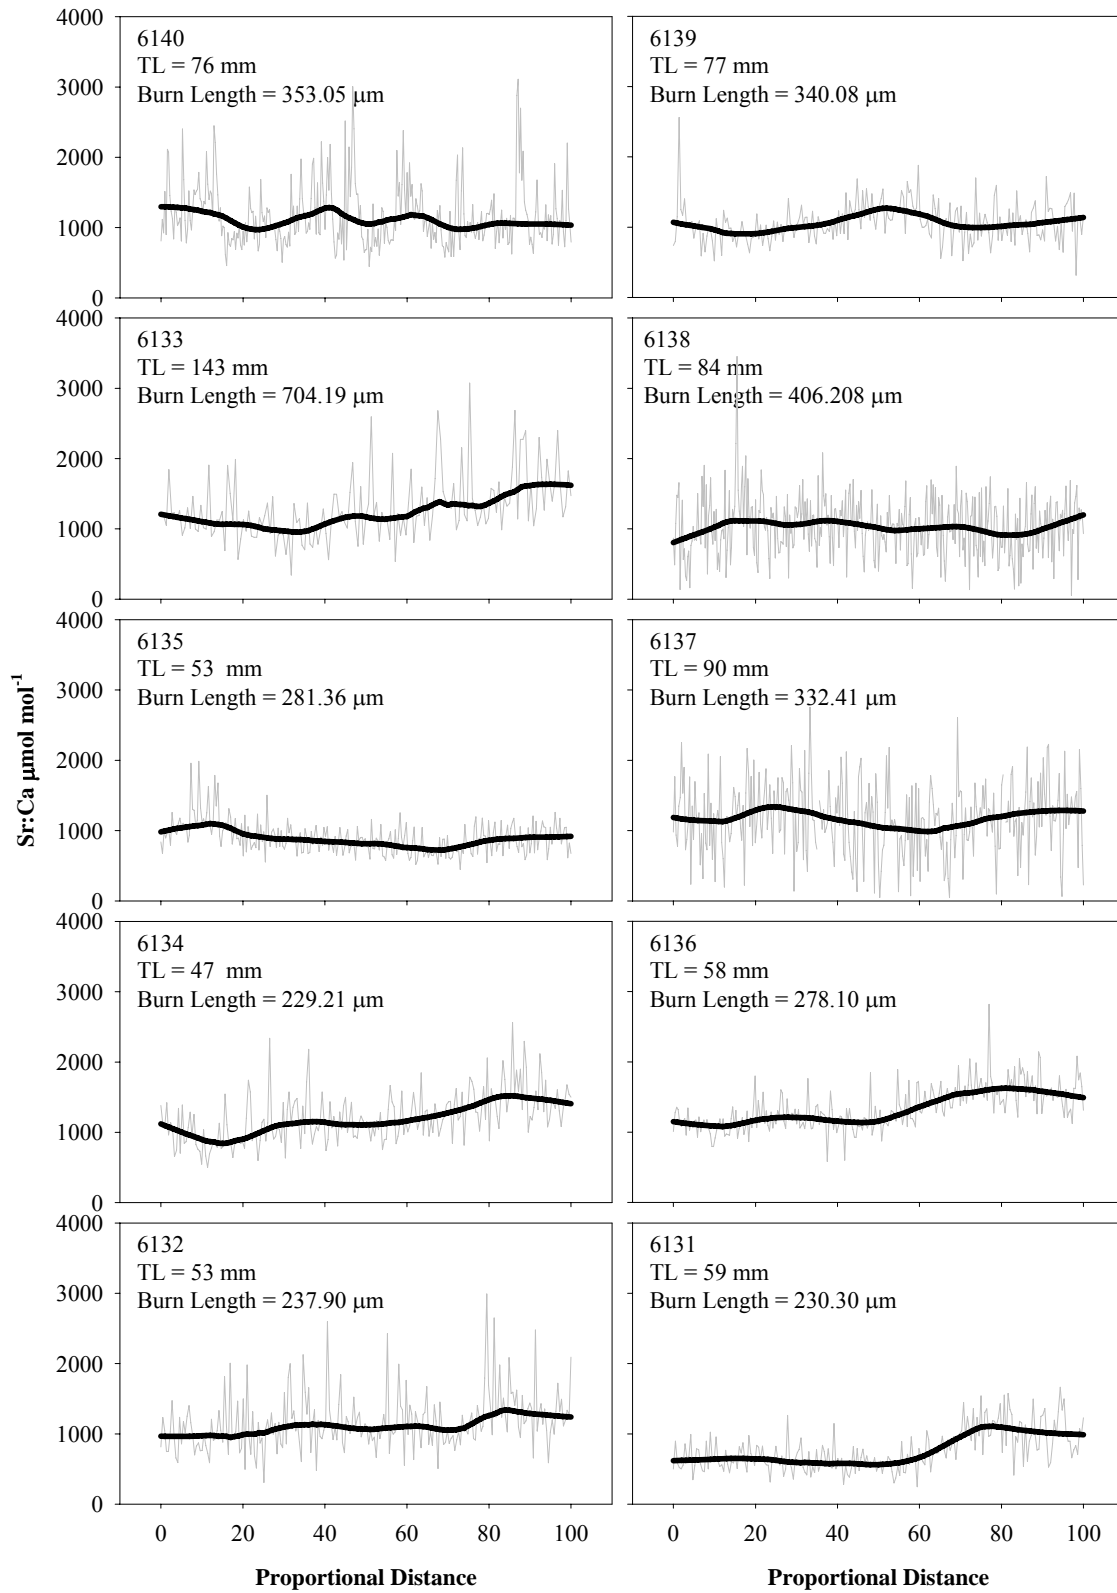 4000
3000
2000
1000
0
6140
TL = 76 mm
Burn Length = 353.05 μm
6139
TL = 77 mm
Burn Length = 340.08 μm
4000
3000
2000
1000
0
6133
TL = 143 mm
Burn Length = 704.19 μm
6138
TL = 84 mm
Burn Length = 406.208 μm
4000
3000
2000
1000
0
6135
TL = 53  mm
Burn Length = 281.36 μm
6137
TL = 90 mm
Burn Length = 332.41 μm
Sr:Ca μmol mol⁻¹
4000
3000
2000
1000
0
6134
TL = 47  mm
Burn Length = 229.21 μm
6136
TL = 58 mm
Burn Length = 278.10 μm
4000
3000
2000
1000
0
6132
TL = 53 mm
Burn Length = 237.90 μm
6131
TL = 59 mm
Burn Length = 230.30 μm
0 20 40 60 80 100
0 20 40 60 80 100
Proportional Distance
Proportional Distance